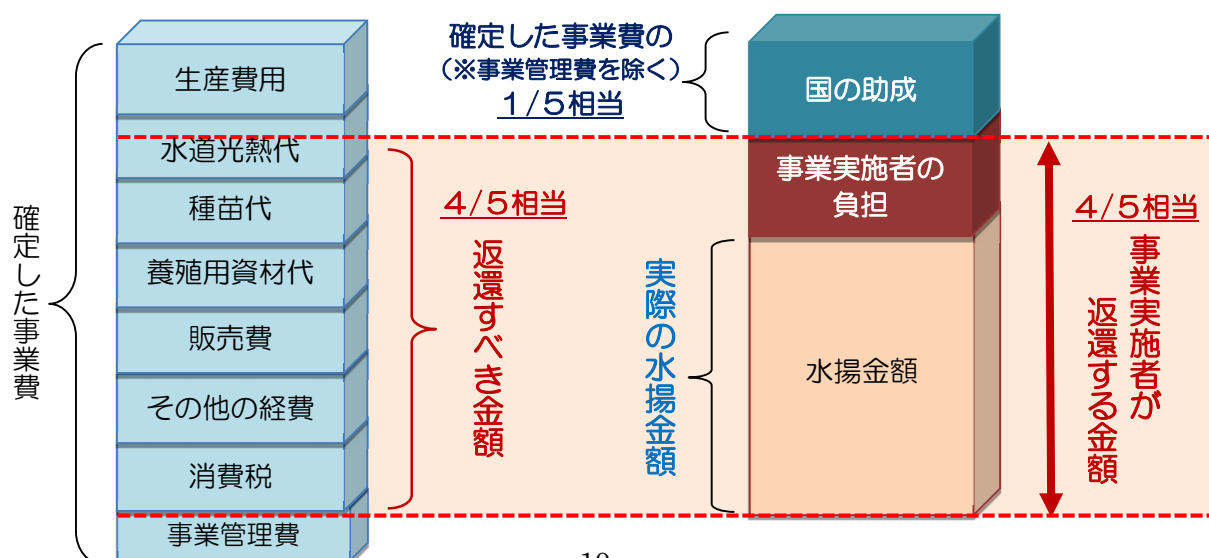 確定した事業費
生産費用
水道光熱代
種苗代
養殖用資材代
販売費
その他の経費
消費税
事業管理費
4/5相当
返還すべき金額
確定した事業費の
(※事業管理費を除く)
1/5相当
実際の水揚金額
国の助成
事業実施者の
負担
水揚金額
4/5相当
事業実施者が
返還する金額